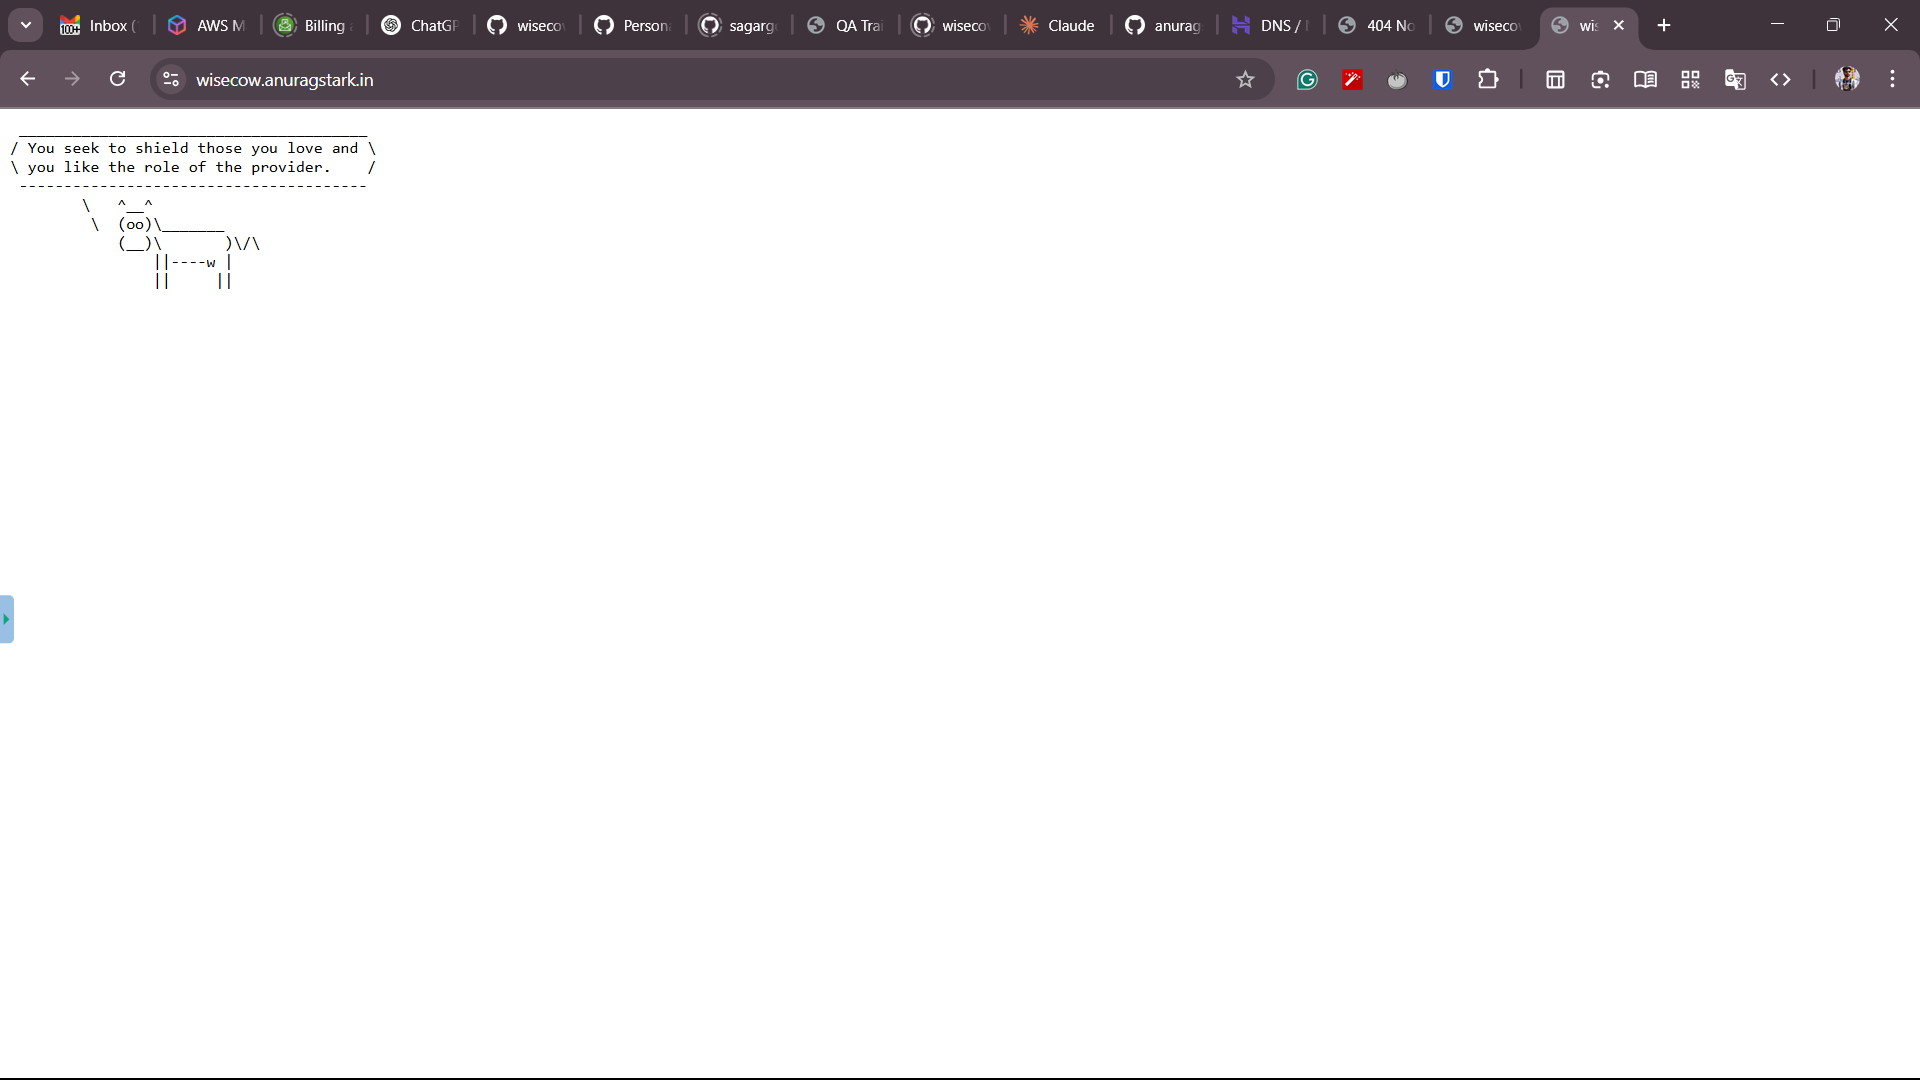 Inbox (
AWS M
Billing
ChatGP
wiseco
Person
sagarg
QA Trai
wiseco
Claude
anurag
DNS /
404 No
wiseco
wis
wisecow.anuragstark.in
 _______________________________________
/ You seek to shield those you love and \
\ you like the role of the provider.    /
 ---------------------------------------
        \   ^__^
         \  (oo)\_______
            (__)\       )\/\
                ||----w |
                ||     ||